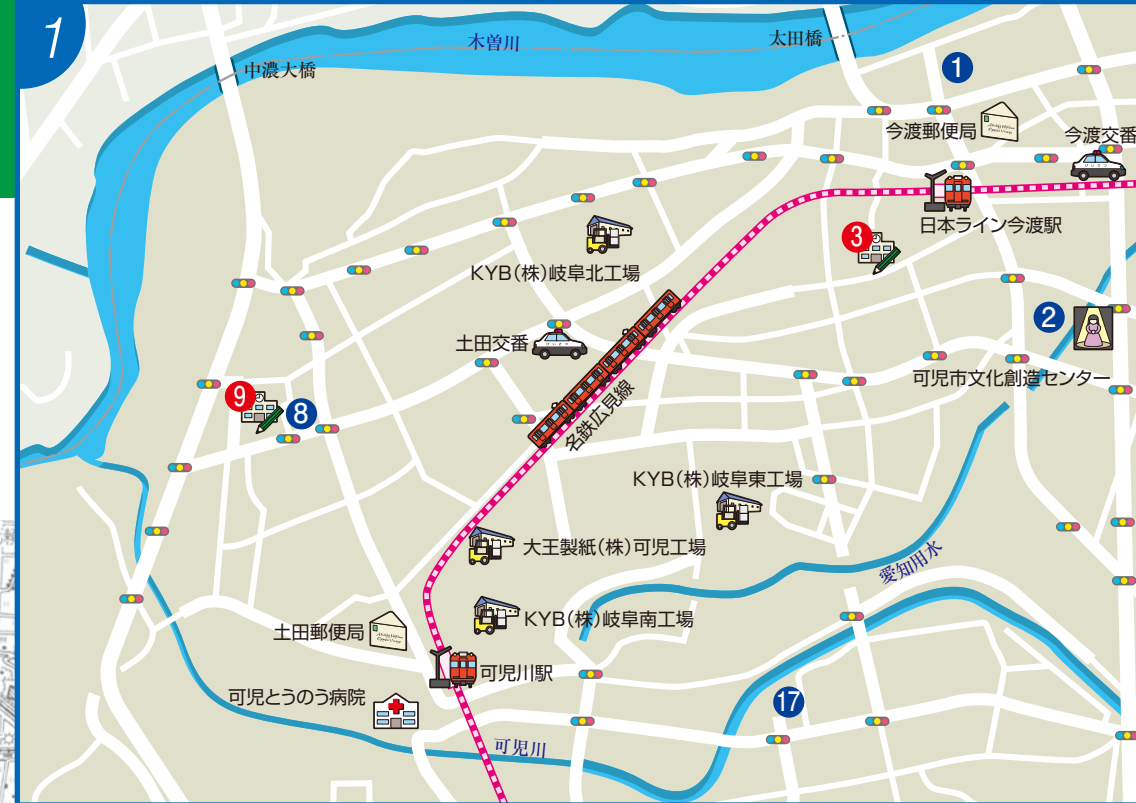 1
木曽川
太田橋
中濃大橋
1
今渡郵便局
今渡交番
日本ライン今渡駅
3
KYB(株)岐阜北工場
2
土田交番
可児市文化創造センター
名鉄広見線
9
8
KYB(株)岐阜東工場
大王製紙(株)可児工場
愛知用水
KYB(株)岐阜南工場
土田郵便局
可児川駅
可児とうのう病院
17
可児川